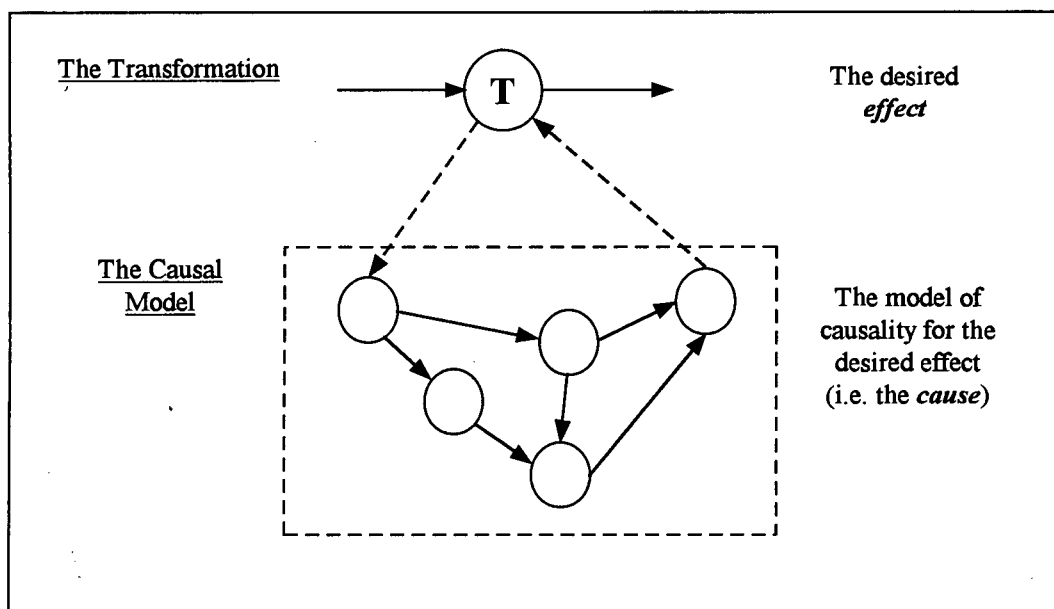 The Transformation
T
The desired
effect
The Causal
Model
The model of
causality for the
desired effect
(i.e. the cause)